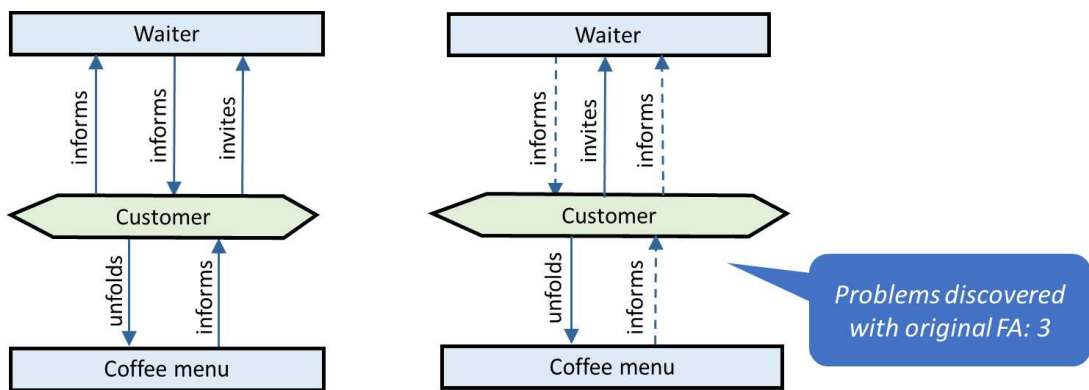 Waiter
informs
informs
invites
Customer
unfolds
informs
Coffee menu
Waiter
informs
invites
informs
Customer
unfolds
informs
Coffee menu
Problems discovered
with original FA: 3